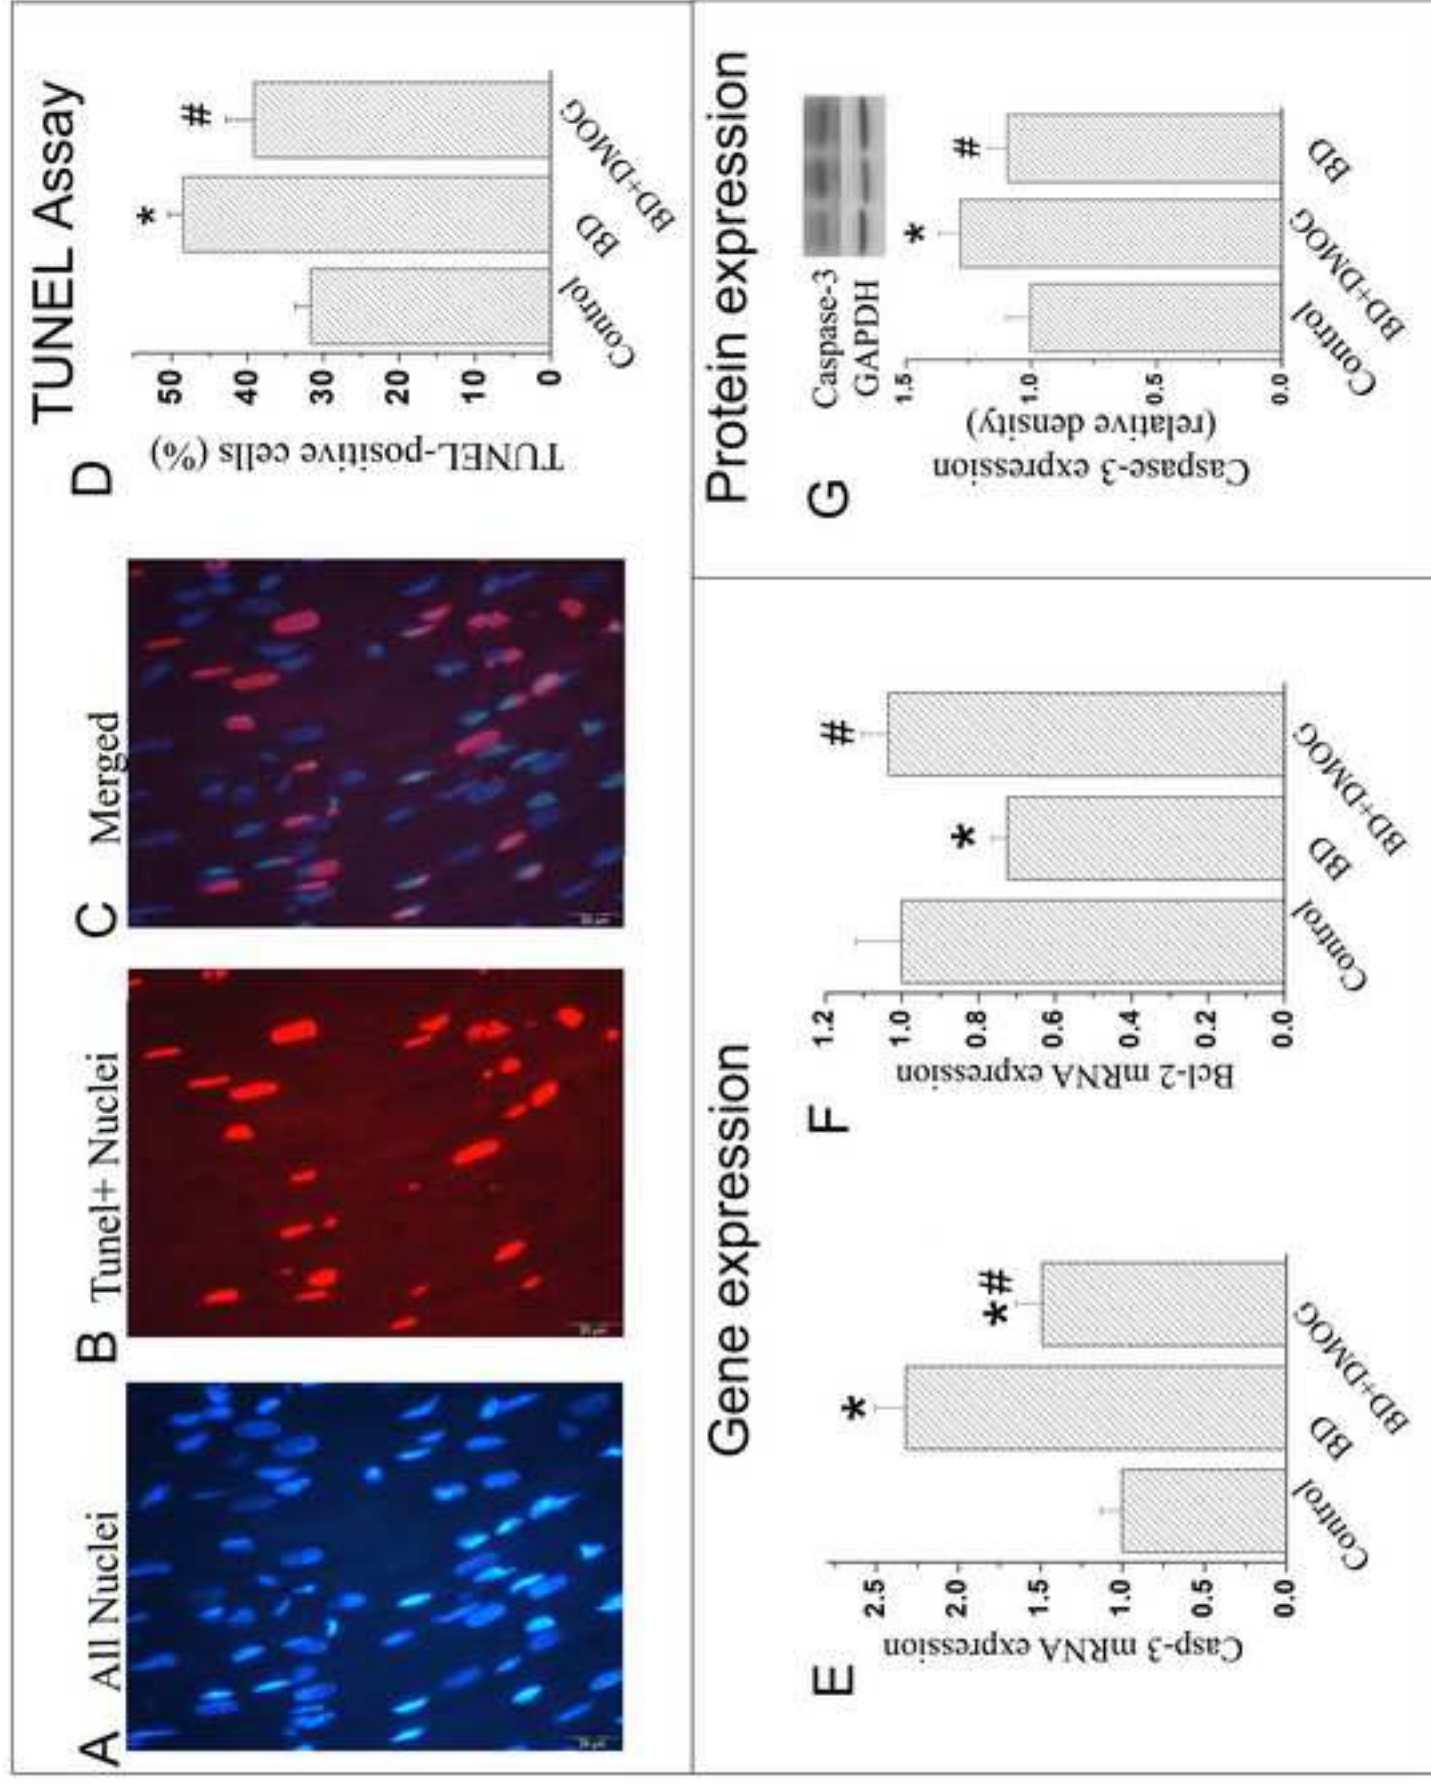 TUNEL Assay
A All Nuclei
B Tunel+ Nuclei
C Merged
D
TUNEL-positive cells (%)
50
40
30
20
10
0
*
#
Control
BD
BD+DMOG
Gene expression
E
Casp-3 mRNA expression
2.5
2.0
1.5
1.0
0.5
0.0
*
*#
Control
BD
BD+DMOG
F
Bcl-2 mRNA expression
1.2
1.0
0.8
0.6
0.4
0.2
0.0
*
#
Control
BD
BD+DMOG
Protein expression
G
Caspase-3
GAPDH
Caspase-3 expression
(relative density)
1.5
1.0
0.5
0.0
*
#
Control
BD+DMOG
BD